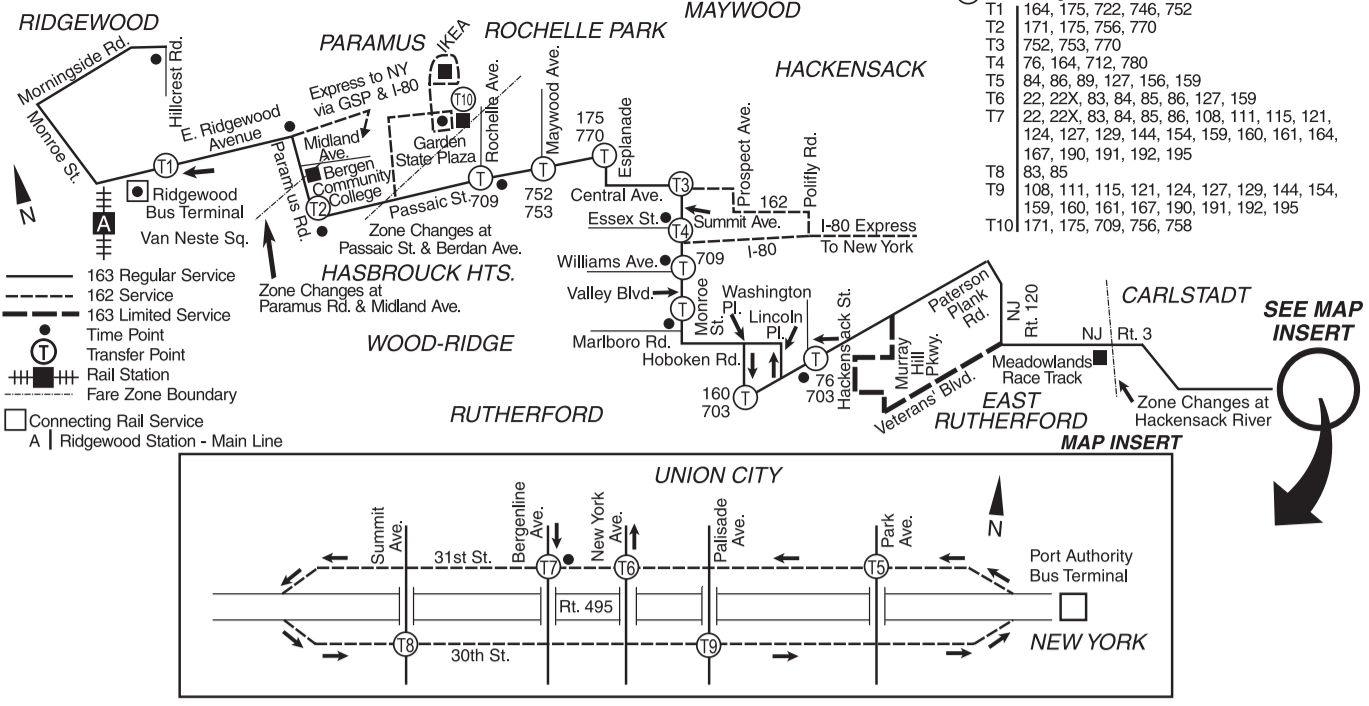 RIDGEWOOD
Morningside Rd.
Hillcrest Rd.
Monroe St.
E. Ridgewood
Avenue
T1
Ridgewood
Bus Terminal
Van Neste Sq.
A
N
PARAMUS
IKEA
Express to NY
via GSP & I-80
T10
Midland
Ave.
Bergen
Community
College
T2
Paramus Rd.
Garden
State Plaza
Rochelle Ave.
ROCHELLE PARK
Passaic St.
T
709
Zone Changes at
Passaic St. & Berdan Ave.
Zone Changes at
Paramus Rd. & Midland Ave.
Maywood Ave.
T
752
753
MAYWOOD
175
770
T
Esplanade
Central Ave.
HACKENSACK
T3
Prospect Ave.
Polifly Rd.
162
Essex St.
Summit Ave.
T4
709
I-80
I-80 Express
To New York
HASBROUCK HTS.
Williams Ave.
T
Valley Blvd.
T
Monroe
St.
Marlboro Rd.
WOOD-RIDGE
Washington
Pl.
Lincoln
Pl.
Hoboken Rd.
T
160
703
T
76
703
Hackensack St.
RUTHERFORD
Murray
Hill
Pkwy.
Paterson
Plank
Rd.
Veterans' Blvd.
NJ
Rt. 120
NJ
Rt. 3
Meadowlands
Race Track
EAST
RUTHERFORD
CARLSTADT
Zone Changes at
Hackensack River
SEE MAP
INSERT
T1 164, 175, 722, 746, 752
T2 171, 175, 756, 770
T3 752, 753, 770
T4 76, 164, 712, 780
T5 84, 86, 89, 127, 156, 159
T6 22, 22X, 83, 84, 85, 86, 127, 159
T7 22, 22X, 83, 84, 85, 86, 108, 111, 115, 121,
124, 127, 129, 144, 154, 159, 160, 161, 164,
167, 190, 191, 192, 195
T8 83, 85
T9 108, 111, 115, 121, 124, 127, 129, 144, 154,
159, 160, 161, 167, 190, 191, 192, 195
T10 171, 175, 709, 756, 758
163 Regular Service
162 Service
163 Limited Service
Time Point
T Transfer Point
Rail Station
Fare Zone Boundary
Connecting Rail Service
A Ridgewood Station - Main Line
MAP INSERT
UNION CITY
Summit
Ave.
Bergenline
Ave.
New York
Ave.
Palisade
Ave.
Park
Ave.
N
31st St.
T7
T6
T5
Port Authority
Bus Terminal
Rt. 495
T8
30th St.
T9
NEW YORK